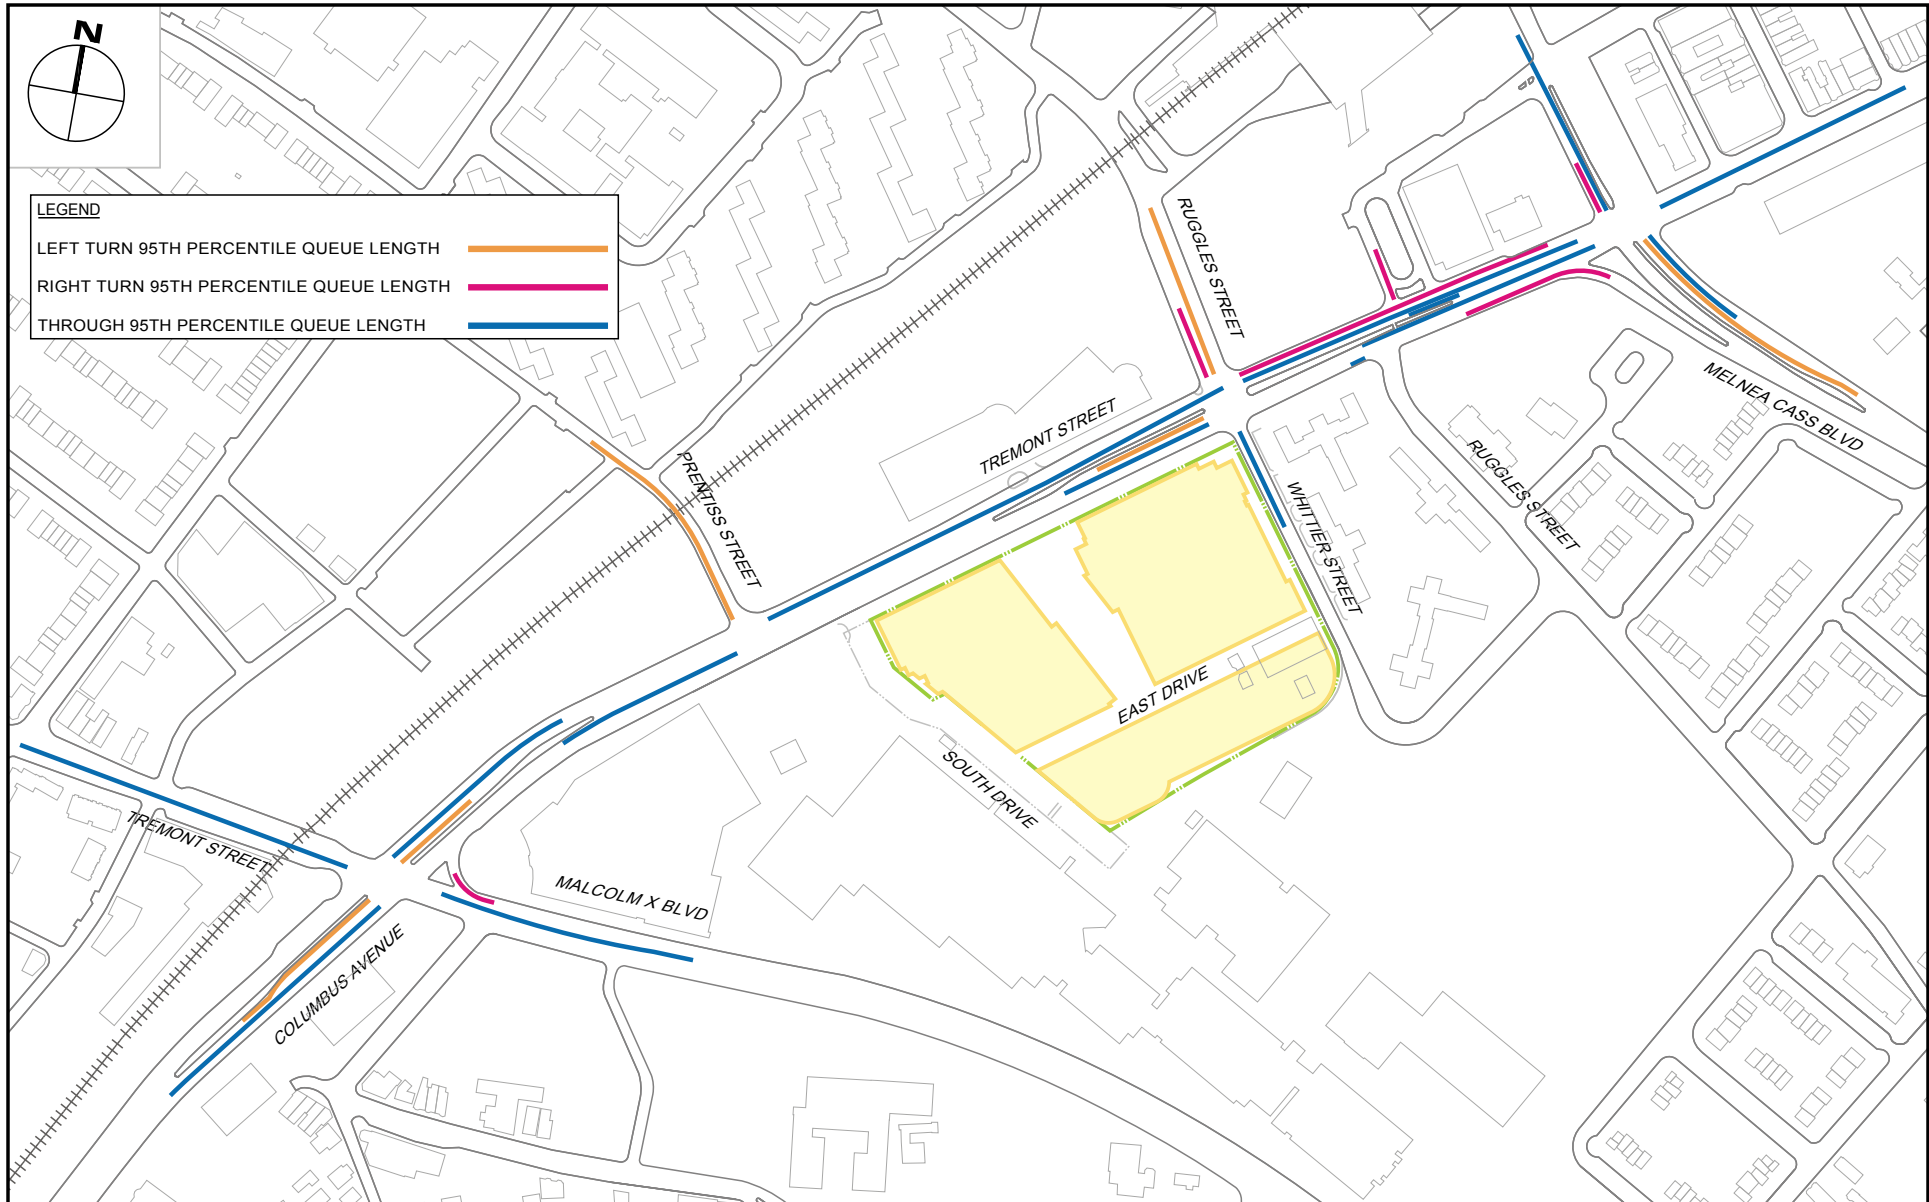 N
LEGEND
LEFT TURN 95TH PERCENTILE QUEUE LENGTH
RIGHT TURN 95TH PERCENTILE QUEUE LENGTH
THROUGH 95TH PERCENTILE QUEUE LENGTH
RUGGLES STREET
TREMONT STREET
MELNEA CASS BLVD
RUGGLES STREET
PRENTISS STREET
WHITTIER STREET
EAST DRIVE
SOUTH DRIVE
TREMONT STREET
MALCOLM X BLVD
COLUMBUS AVENUE